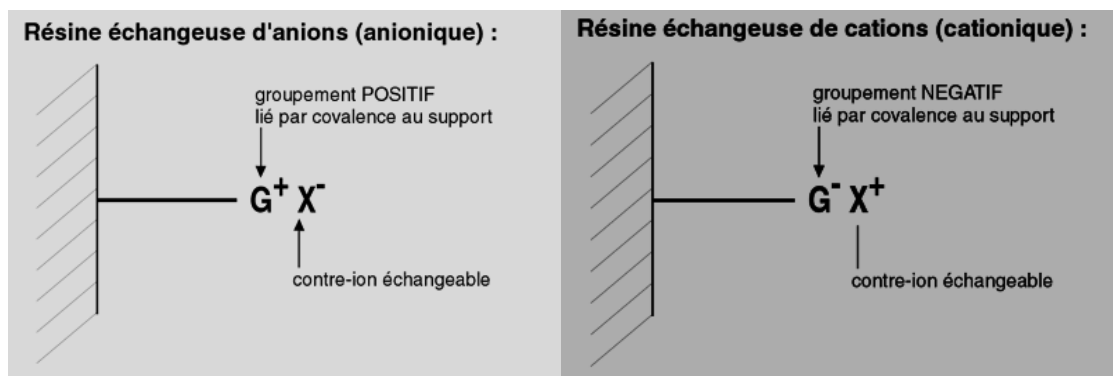 Résine échangeuse d'anions (anionique) :
groupement POSITIF
lié par covalence au support
G⁺ X⁻
contre-ion échangeable
Résine échangeuse de cations (cationique) :
groupement NEGATIF
lié par covalence au support
G⁻ X⁺
contre-ion échangeable